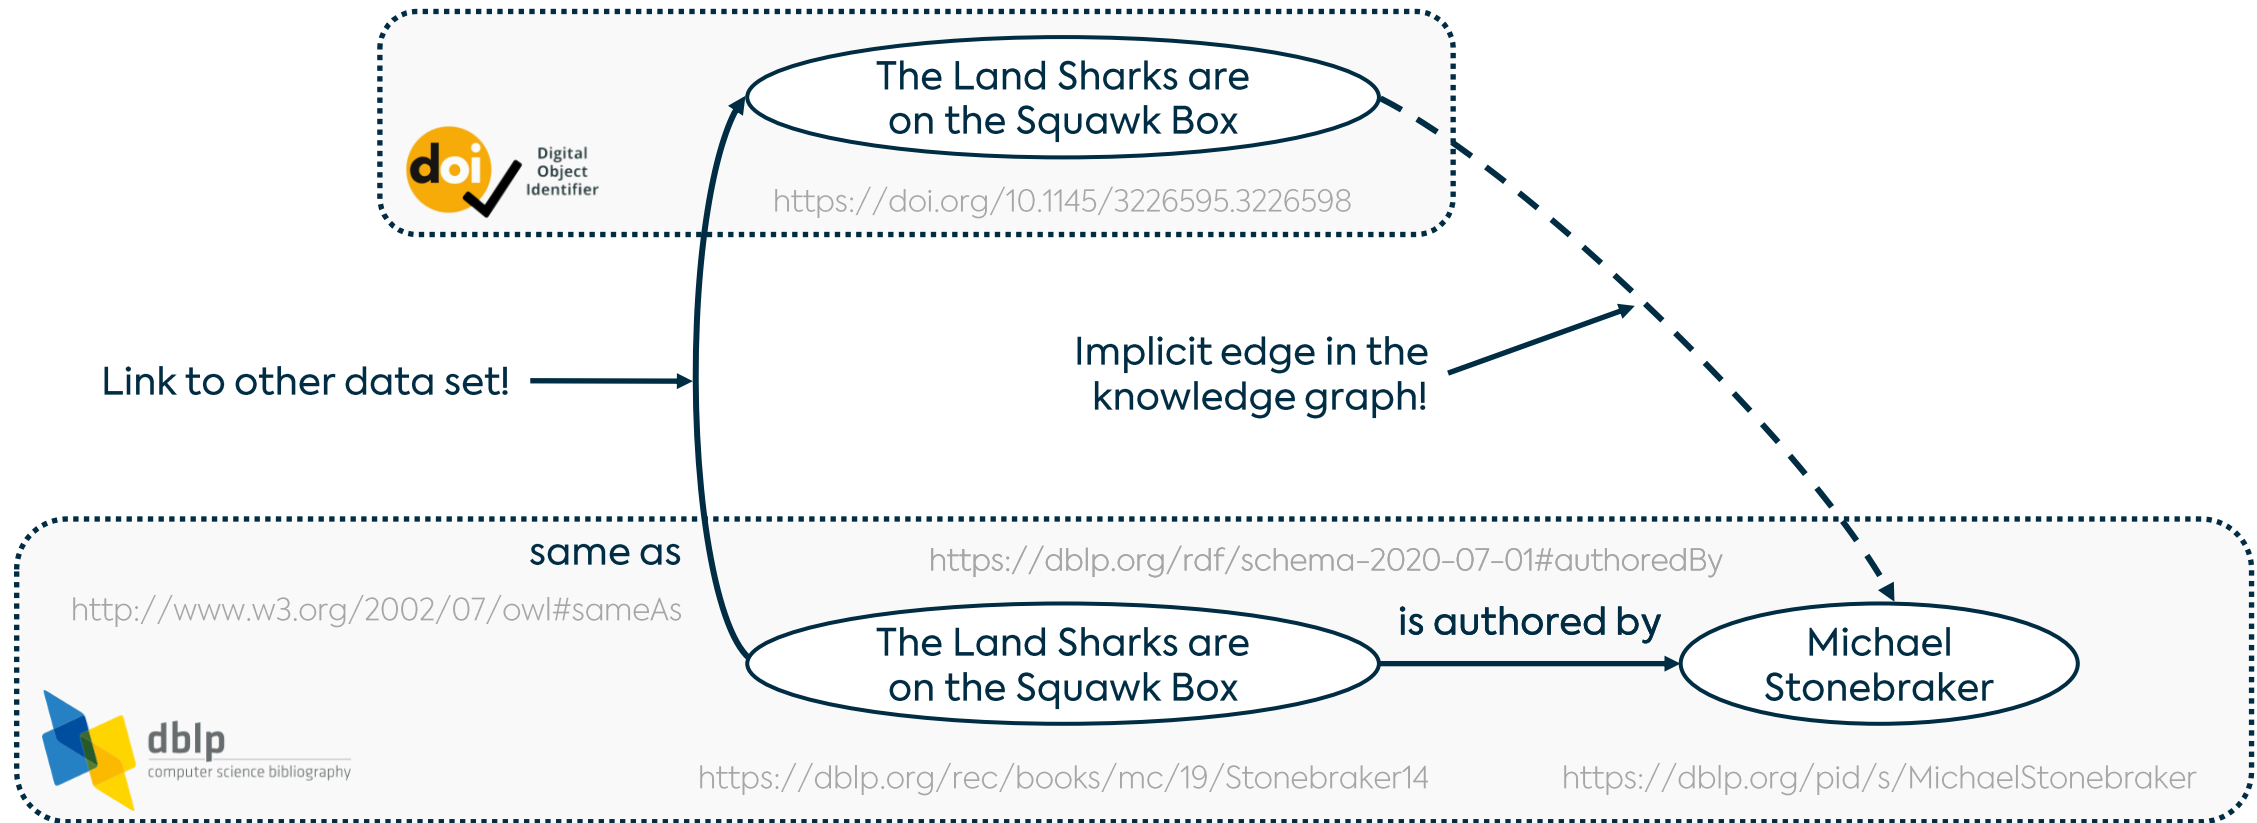 The Land Sharks are
on the Squawk Box
doi
Digital
Object
Identifier
https://doi.org/10.1145/3226595.3226598
Link to other data set!
Implicit edge in the
knowledge graph!
same as
http://www.w3.org/2002/07/owl#sameAs
https://dblp.org/rdf/schema-2020-07-01#authoredBy
is authored by
The Land Sharks are
on the Squawk Box
Michael
Stonebraker
dblp
computer science bibliography
https://dblp.org/rec/books/mc/19/Stonebraker14
https://dblp.org/pid/s/MichaelStonebraker